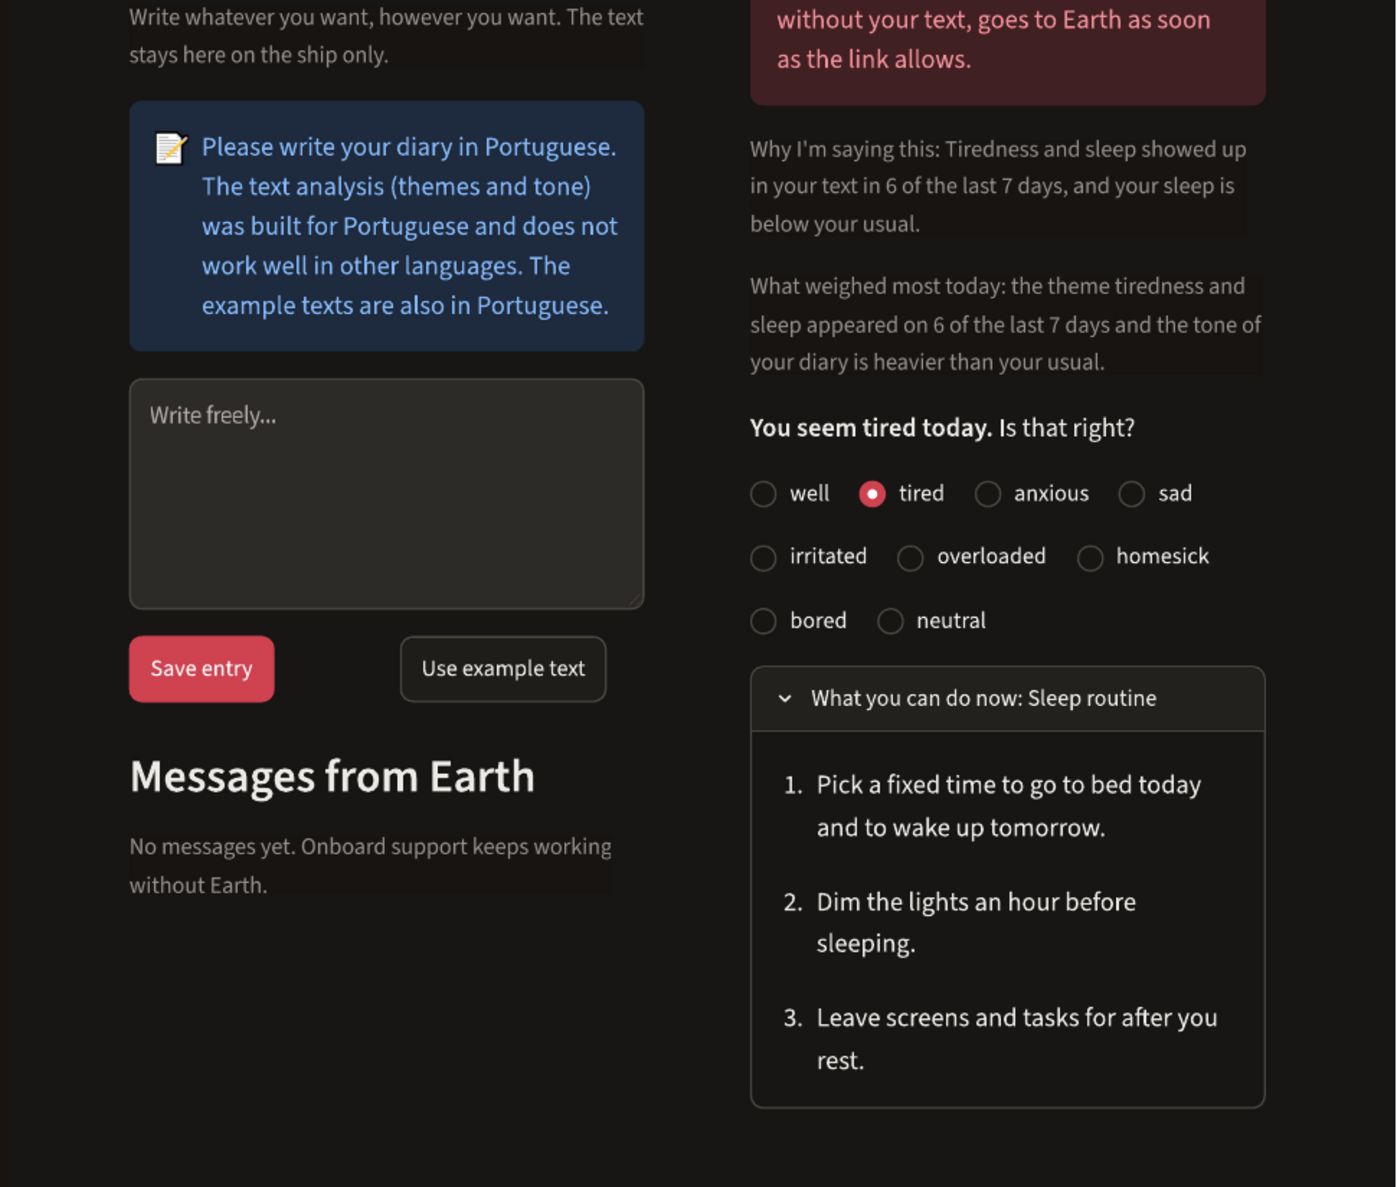 Write whatever you want, however you want. The text
stays here on the ship only.
Please write your diary in Portuguese.
The text analysis (themes and tone)
was built for Portuguese and does not
work well in other languages. The
example texts are also in Portuguese.
Write freely...
Save entry
Use example text
Messages from Earth
No messages yet. Onboard support keeps working
without Earth.
without your text, goes to Earth as soon
as the link allows.
Why I'm saying this: Tiredness and sleep showed up
in your text in 6 of the last 7 days, and your sleep is
below your usual.
What weighed most today: the theme tiredness and
sleep appeared on 6 of the last 7 days and the tone of
your diary is heavier than your usual.
You seem tired today. Is that right?
well tired anxious sad
irritated overloaded homesick
bored neutral
What you can do now: Sleep routine
1. Pick a fixed time to go to bed today
and to wake up tomorrow.
2. Dim the lights an hour before
sleeping.
3. Leave screens and tasks for after you
rest.